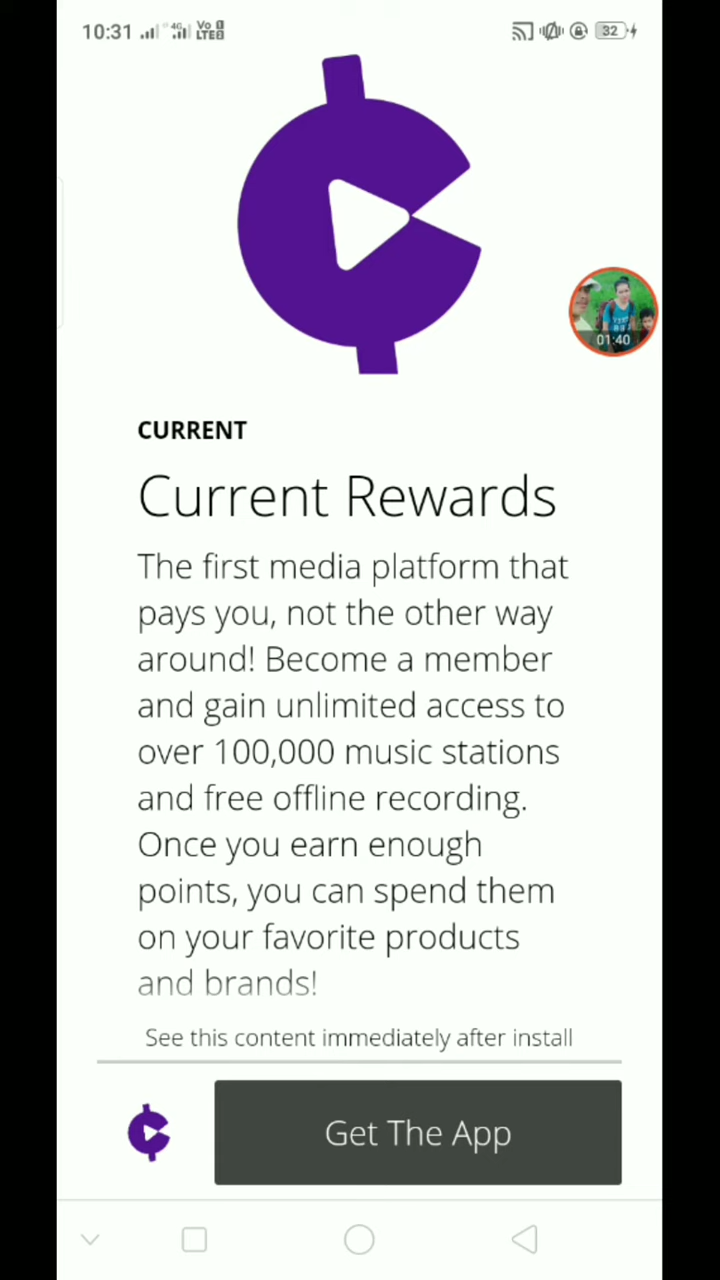 10:31 4G Vo LTE 32
01:40
CURRENT
Current Rewards
The first media platform that
pays you, not the other way
around! Become a member
and gain unlimited access to
over 100,000 music stations
and free offline recording.
Once you earn enough
points, you can spend them
on your favorite products
and brands!
See this content immediately after install
Get The App